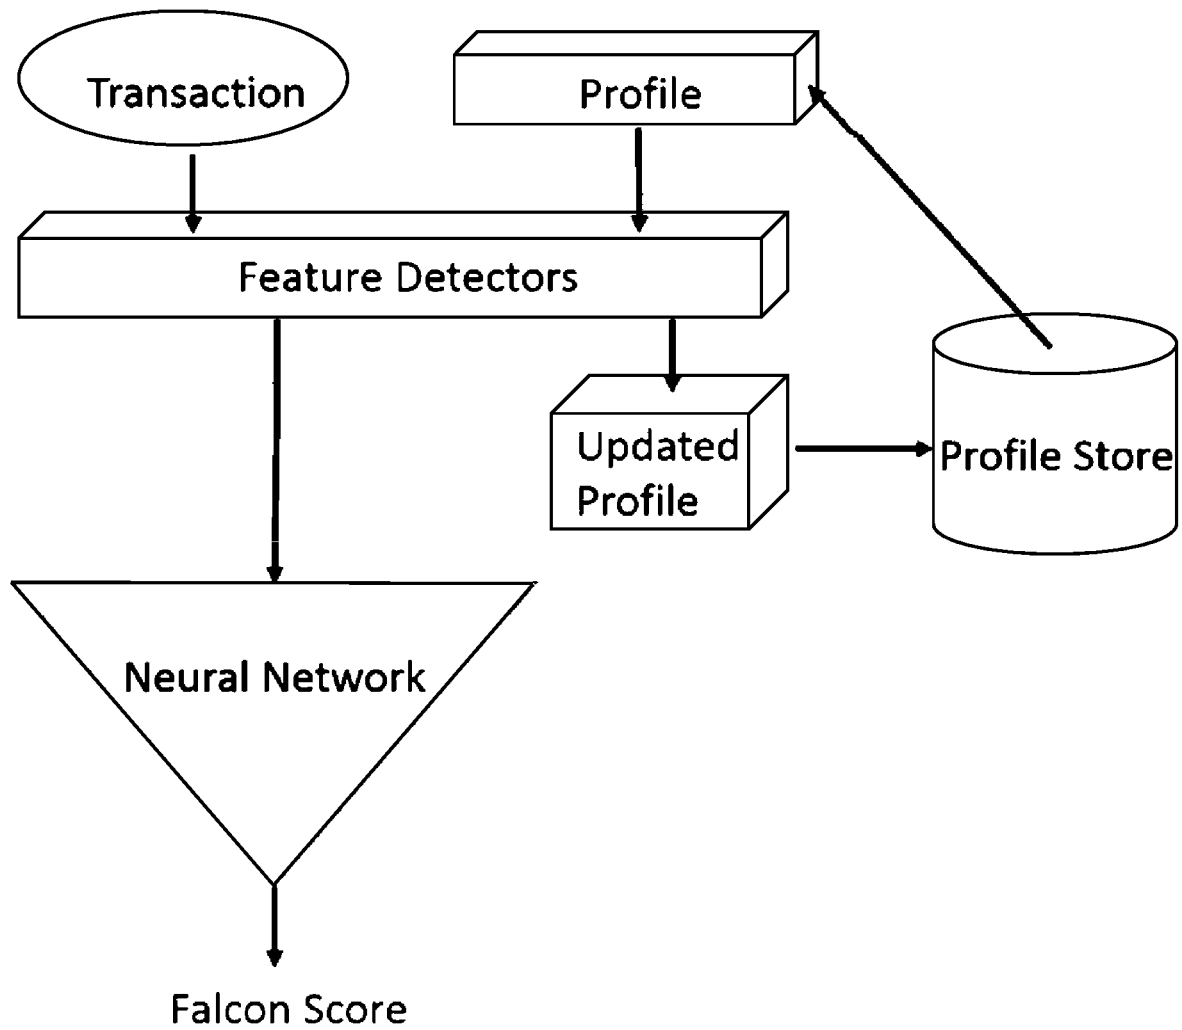 Transaction
Profile
Feature Detectors
Updated
Profile
Profile Store
Neural Network
Falcon Score